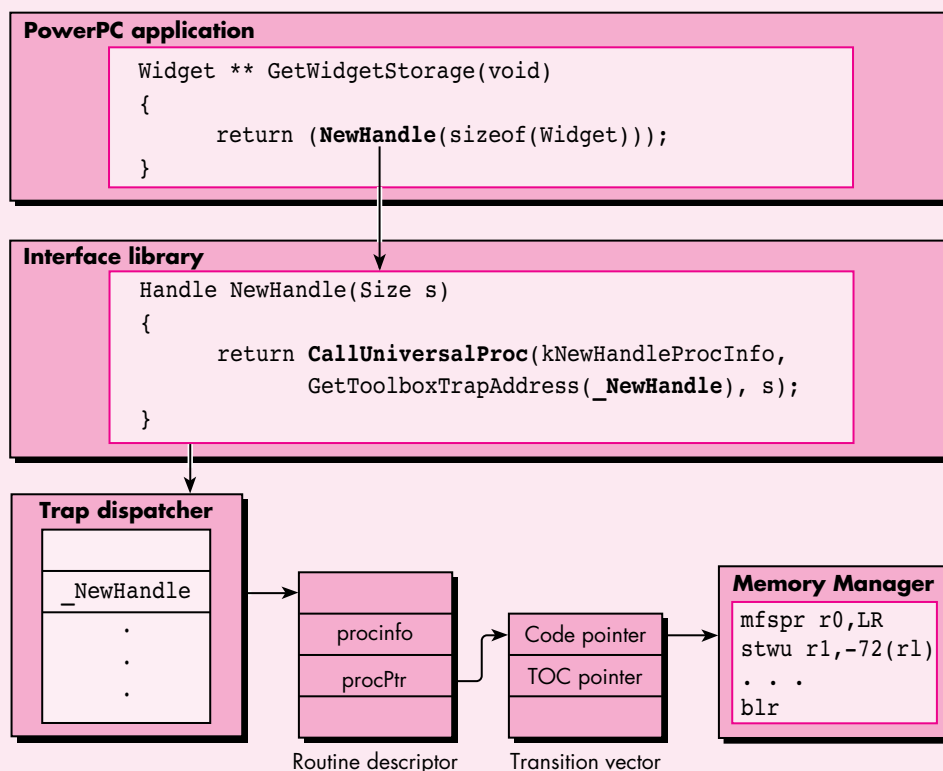 PowerPC application
Widget ** GetWidgetStorage(void)
{
return (NewHandle(sizeof(Widget)));
}
Interface library
Handle NewHandle(Size s)
{
return CallUniversalProc(kNewHandleProcInfo,
GetToolboxTrapAddress(_NewHandle), s);
}
Trap dispatcher
_NewHandle
.
.
.
procinfo
procPtr
Routine descriptor
Code pointer
TOC pointer
Transition vector
Memory Manager
mfspr r0,LR
stwu r1,-72(rl)
. . .
blr